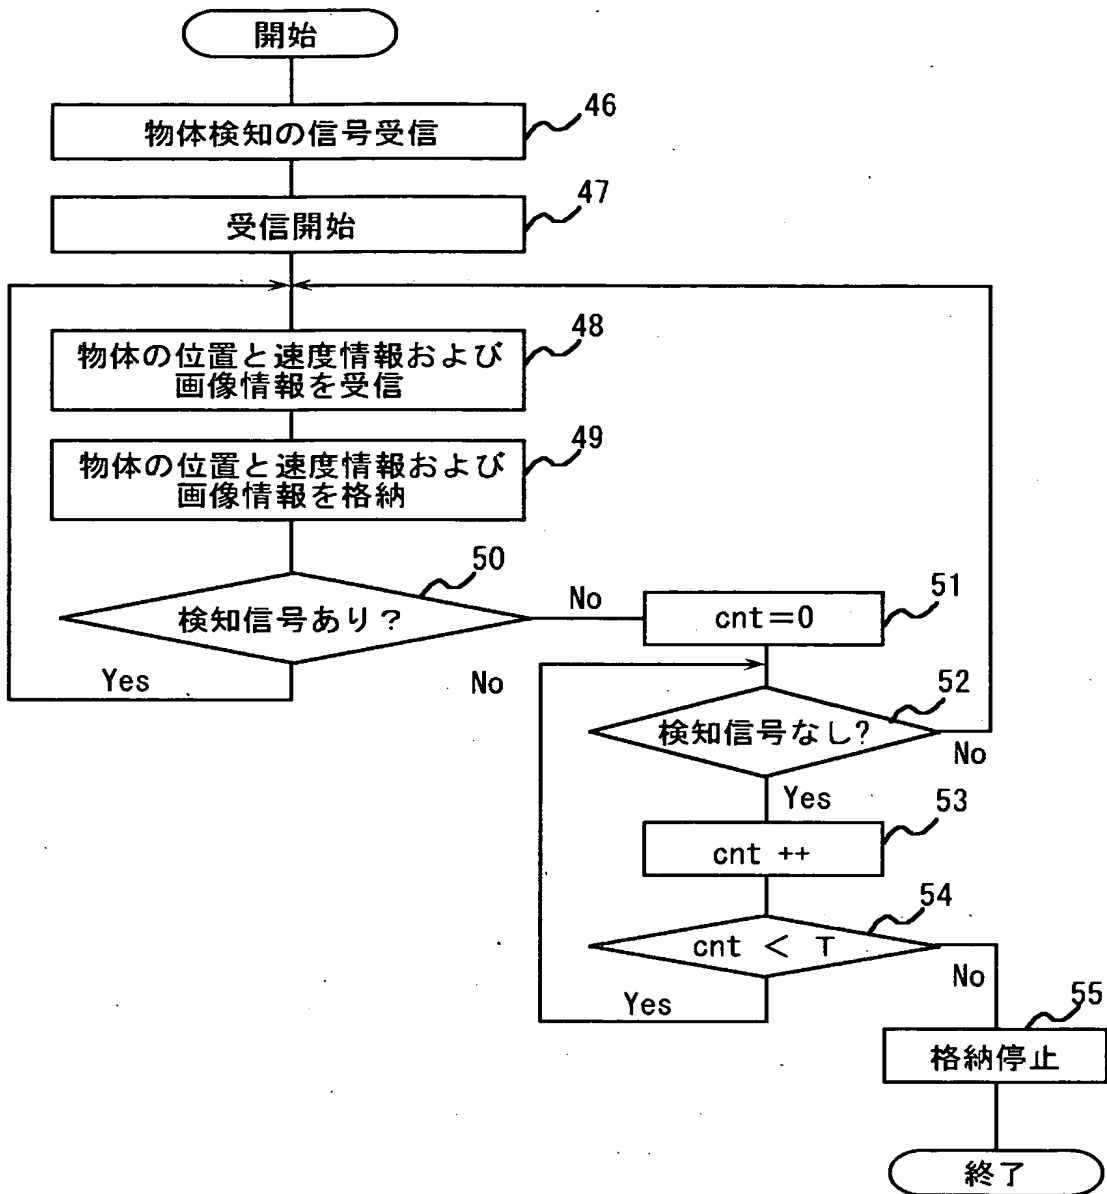 開始
46
物体検知の信号受信
47
受信開始
48
物体の位置と速度情報および
画像情報を受信
49
物体の位置と速度情報および
画像情報を格納
50
検知信号あり？
No
51
cnt＝0
Yes
No
52
検知信号なし?
No
Yes
53
cnt ++
54
cnt ＜ T
No
Yes
55
格納停止
終了